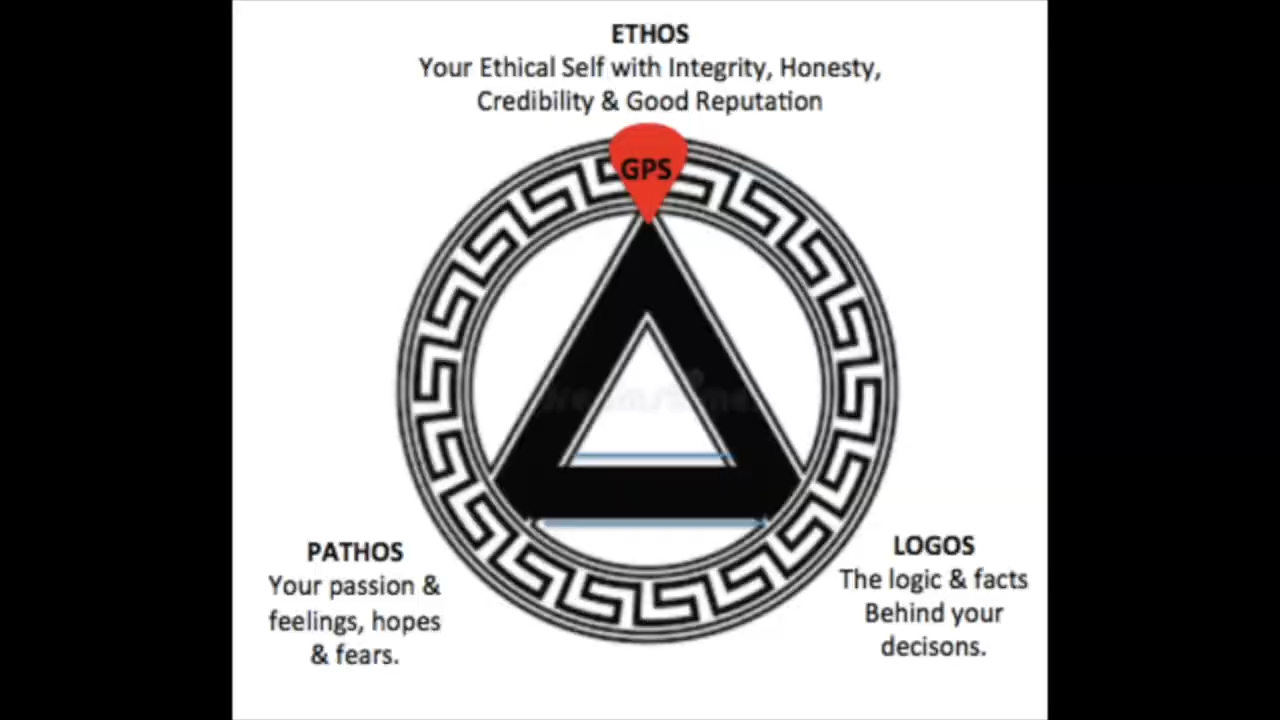 ETHOS
Your Ethical Self with Integrity, Honesty,
Credibility & Good Reputation
GPS
PATHOS
Your passion &
feelings, hopes
& fears.
LOGOS
The logic & facts
Behind your
decisons.